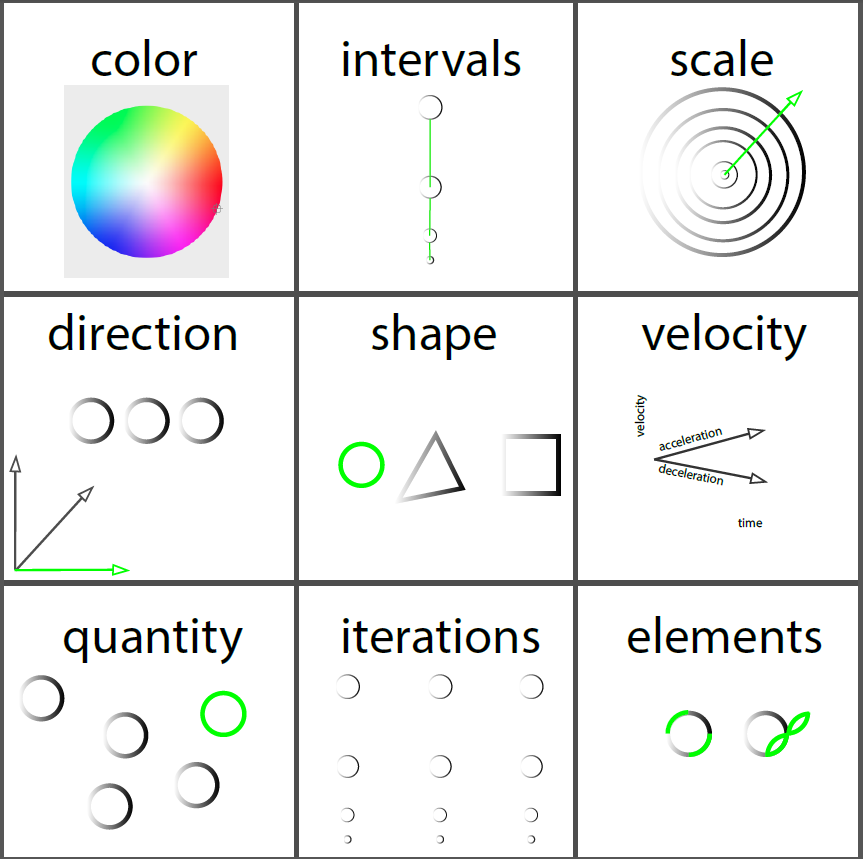 color
intervals
scale
direction
shape
velocity
velocity
acceleration
deceleration
time
quantity
iterations
elements